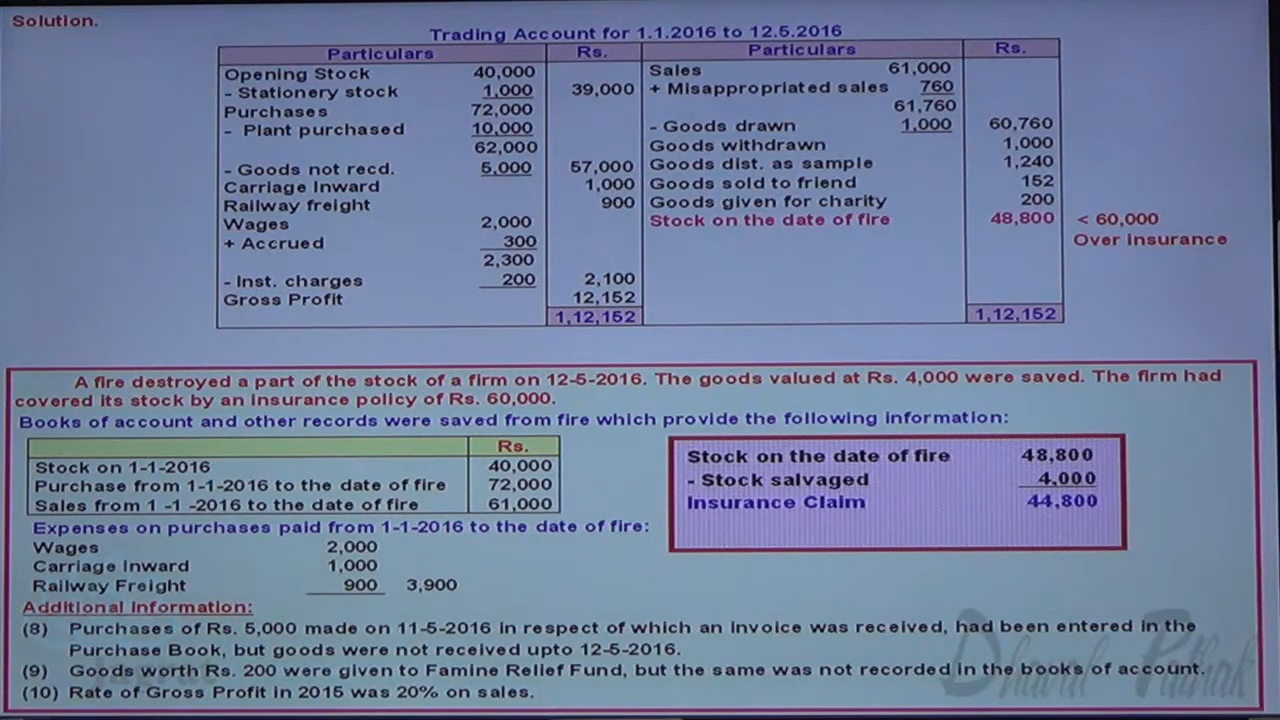 Solution.
Trading Account for 1.1.2016 to 12.5.2016
Particulars Rs. Particulars Rs.
Opening Stock 40,000 Sales 61,000
- Stationery stock 1,000 39,000 + Misappropriated sales 760
Purchases 72,000 61,760
- Plant purchased 10,000 - Goods drawn 1,000 60,760
62,000 Goods withdrawn 1,000
- Goods not recd. 5,000 57,000 Goods dist. as sample 1,240
Carriage Inward 1,000 Goods sold to friend 152
Railway freight 900 Goods given for charity 200
Wages 2,000 Stock on the date of fire 48,800 < 60,000
+ Accrued 300 Over Insurance
2,300
- Inst. charges 200 2,100
Gross Profit 12,152
1,12,152 1,12,152
A fire destroyed a part of the stock of a firm on 12-5-2016. The goods valued at Rs. 4,000 were saved. The firm had
covered its stock by an Insurance policy of Rs. 60,000.
Books of account and other records were saved from fire which provide the following information:
Rs.
Stock on 1-1-2016 40,000
Purchase from 1-1-2016 to the date of fire 72,000
Sales from 1 -1 -2016 to the date of fire 61,000
Stock on the date of fire 48,800
- Stock salvaged 4,000
Insurance Claim 44,800
Expenses on purchases paid from 1-1-2016 to the date of fire:
Wages 2,000
Carriage Inward 1,000
Railway Freight 900 3,900
Additional Information:
(8) Purchases of Rs. 5,000 made on 11-5-2016 in respect of which an invoice was received, had been entered in the
Purchase Book, but goods were not received upto 12-5-2016.
(9) Goods worth Rs. 200 were given to Famine Relief Fund, but the same was not recorded in the books of account.
(10) Rate of Gross Profit in 2015 was 20% on sales.
Dhaval Pathak